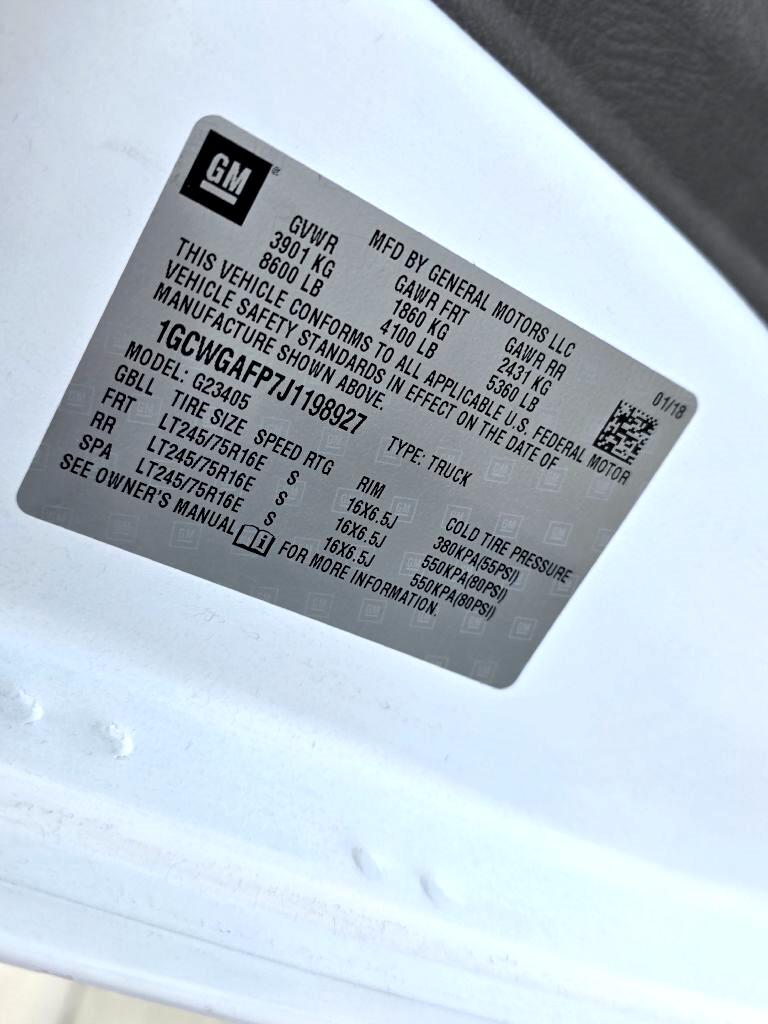 GM
MFD BY GENERAL MOTORS LLC 01/18
GVWR GAWR FRT GAWR RR
3901 KG 1860 KG 2431 KG
8600 LB 4100 LB 5360 LB
THIS VEHICLE CONFORMS TO ALL APPLICABLE U.S. FEDERAL MOTOR
VEHICLE SAFETY STANDARDS IN EFFECT ON THE DATE OF
MANUFACTURE SHOWN ABOVE.
1GCWGAFP7J1198927 TYPE: TRUCK
MODEL: G23405
GBLL TIRE SIZE SPEED RTG RIM COLD TIRE PRESSURE
FRT LT245/75R16E S 16X6.5J 380KPA(55PSI)
RR LT245/75R16E S 16X6.5J 550KPA(80PSI)
SPA LT245/75R16E S 16X6.5J 550KPA(80PSI)
SEE OWNER'S MANUAL FOR MORE INFORMATION.